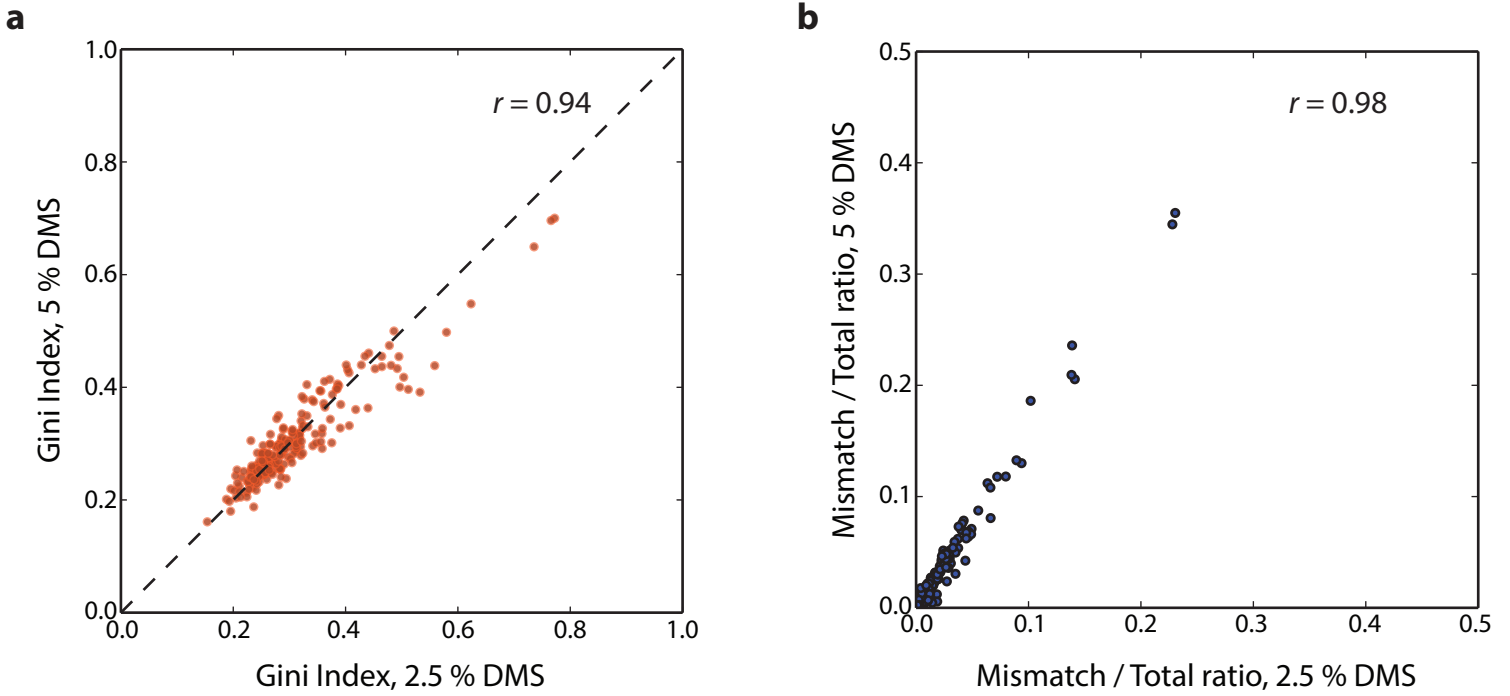 a
Gini Index, 5 % DMS
1.0
0.8
0.6
0.4
0.2
0.0
r = 0.94
0.0 0.2 0.4 0.6 0.8 1.0
Gini Index, 2.5 % DMS
b
Mismatch / Total ratio, 5 % DMS
0.5
0.4
0.3
0.2
0.1
0.0
r = 0.98
0.0 0.1 0.2 0.3 0.4 0.5
Mismatch / Total ratio, 2.5 % DMS